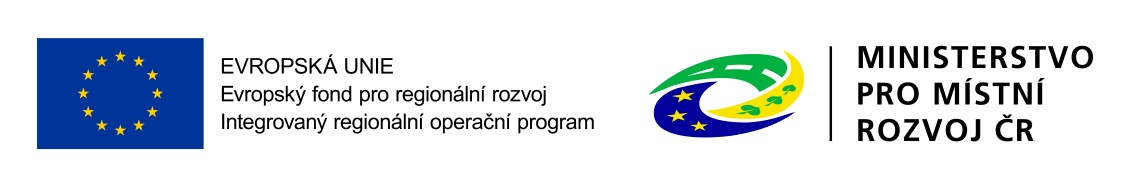 EVROPSKÁ UNIE
Evropský fond pro regionální rozvoj
Integrovaný regionální operační program
MINISTERSTVO
PRO MÍSTNÍ
ROZVOJ ČR